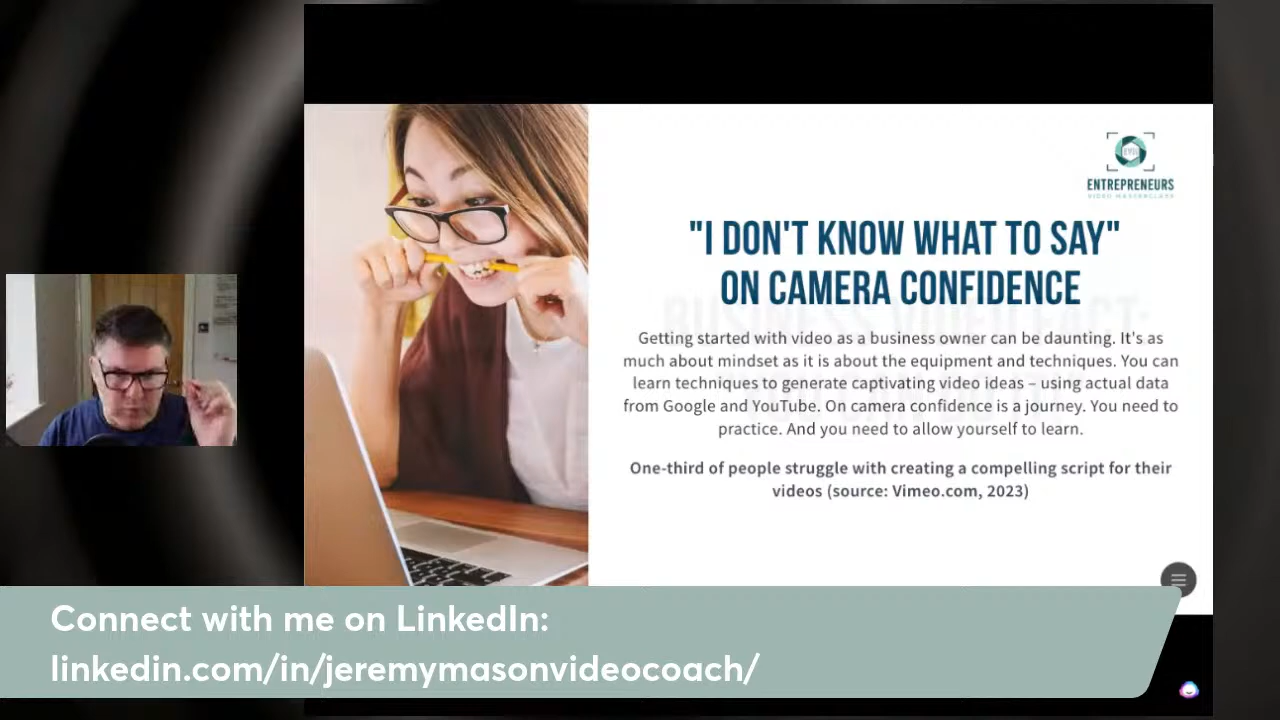 ENTREPRENEURS
VIDEO MASTERCLASS
"I DON'T KNOW WHAT TO SAY"
ON CAMERA CONFIDENCE
Getting started with video as a business owner can be daunting. It's as
much about mindset as it is about the equipment and techniques. You can
learn techniques to generate captivating video ideas – using actual data
from Google and YouTube. On camera confidence is a journey. You need to
practice. And you need to allow yourself to learn.
One-third of people struggle with creating a compelling script for their
videos (source: Vimeo.com, 2023)
Connect with me on LinkedIn:
linkedin.com/in/jeremymasonvideocoach/